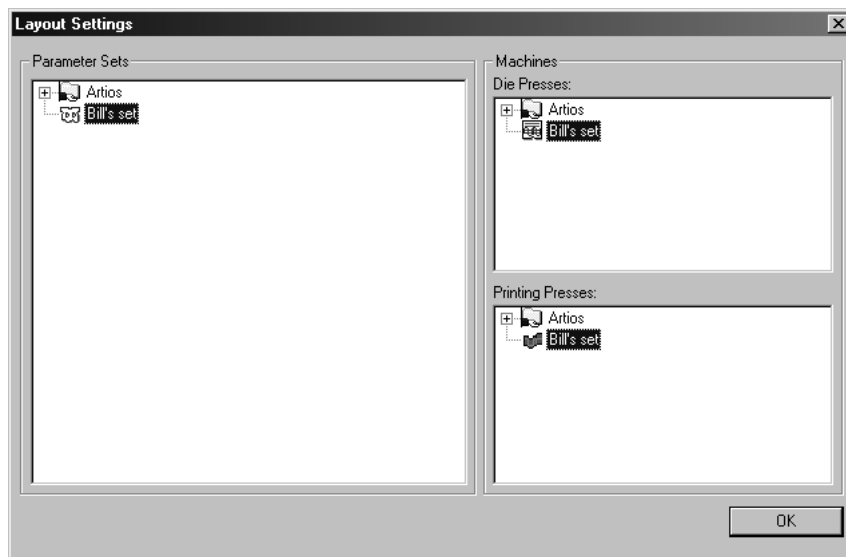 Layout Settings
Parameter Sets
Artios
Bill's set
Machines
Die Presses:
Artios
Bill's set
Printing Presses:
Artios
Bill's set
OK